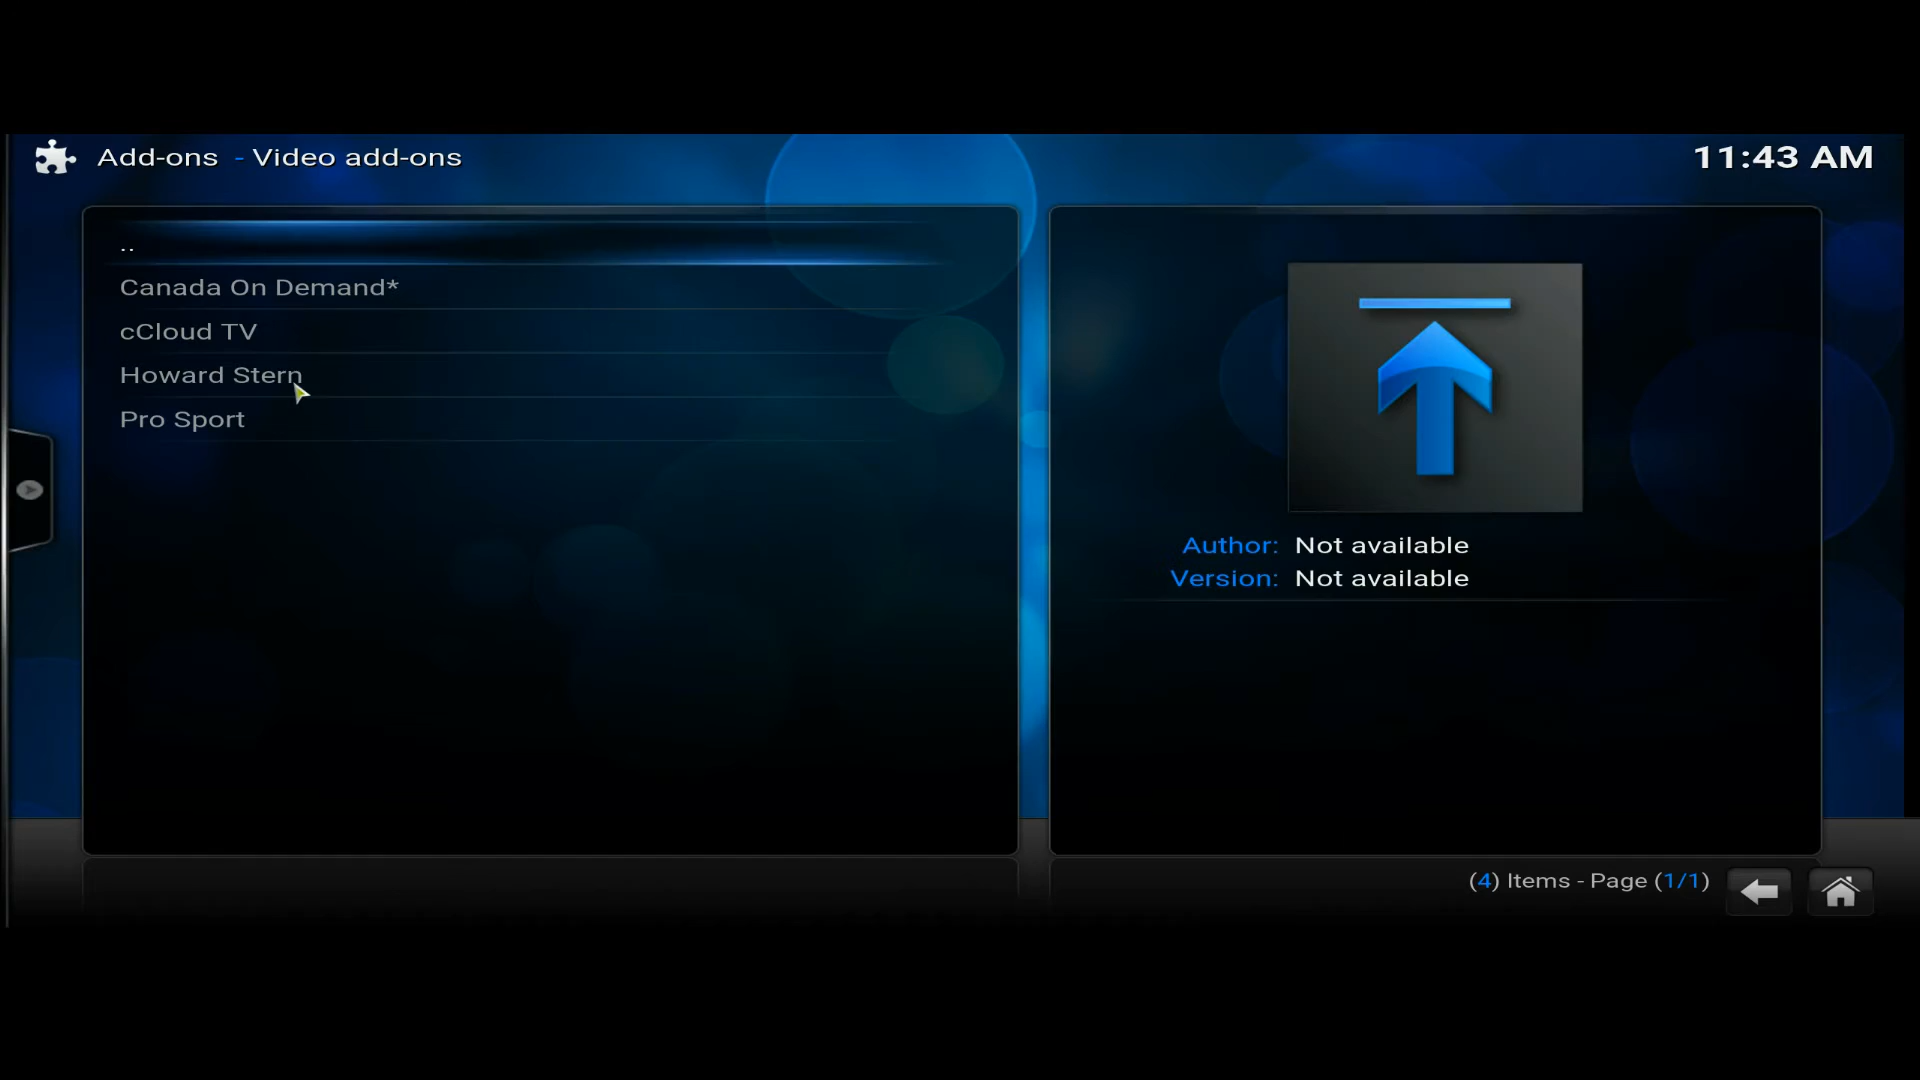 Add-ons - Video add-ons
11:43 AM
..
Canada On Demand*
cCloud TV
Howard Stern
Pro Sport
Author: Not available
Version: Not available
(4) Items - Page (1/1)